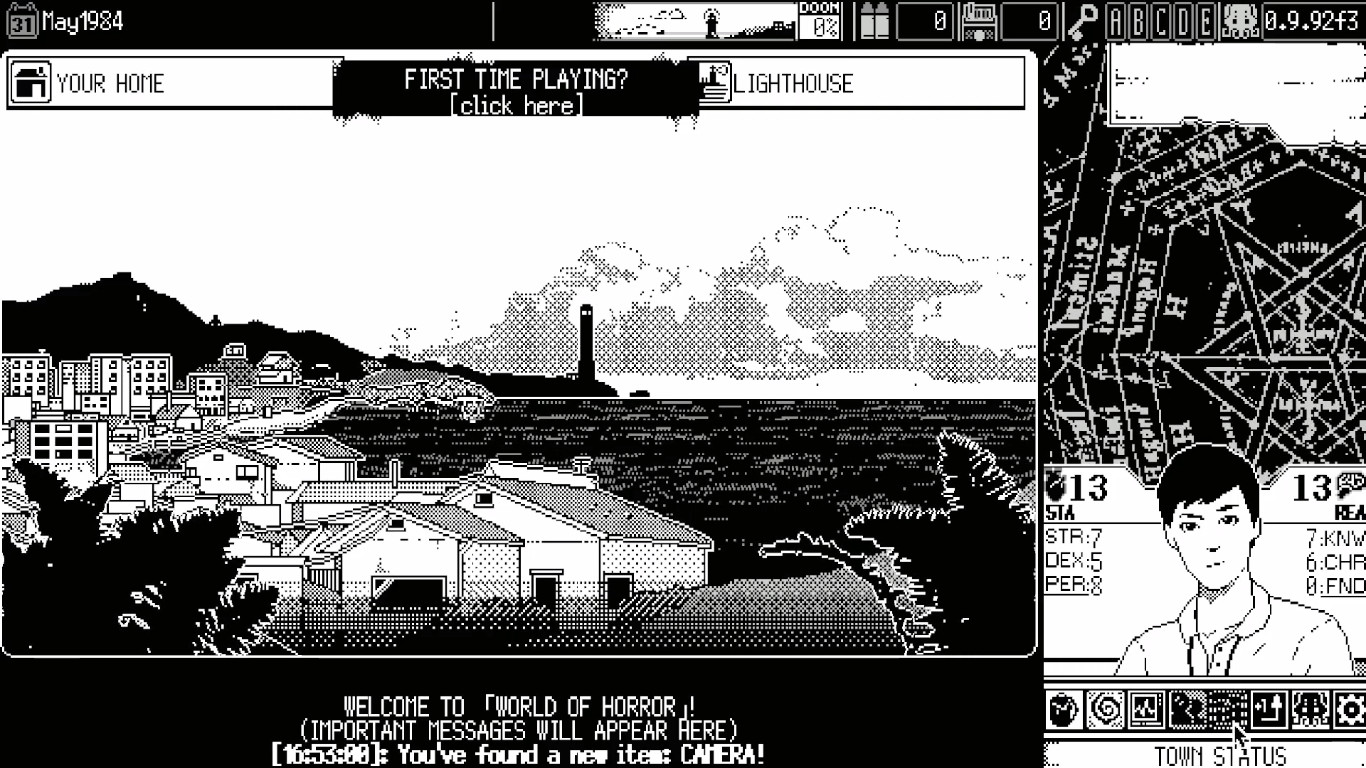 31 May1984
DOOM
0%
0
0
A B C D E
0.9.92f3
YOUR HOME
FIRST TIME PLAYING?
[click here]
LIGHTHOUSE
13
STA
13
REA
STR:7
DEX:5
PER:8
7:KNW
6:CHR
0:FND
WELCOME TO 「WORLD OF HORROR」!
(IMPORTANT MESSAGES WILL APPEAR HERE)
[16:53:00]: You've found a new item: CAMERA!
TOWN STATUS